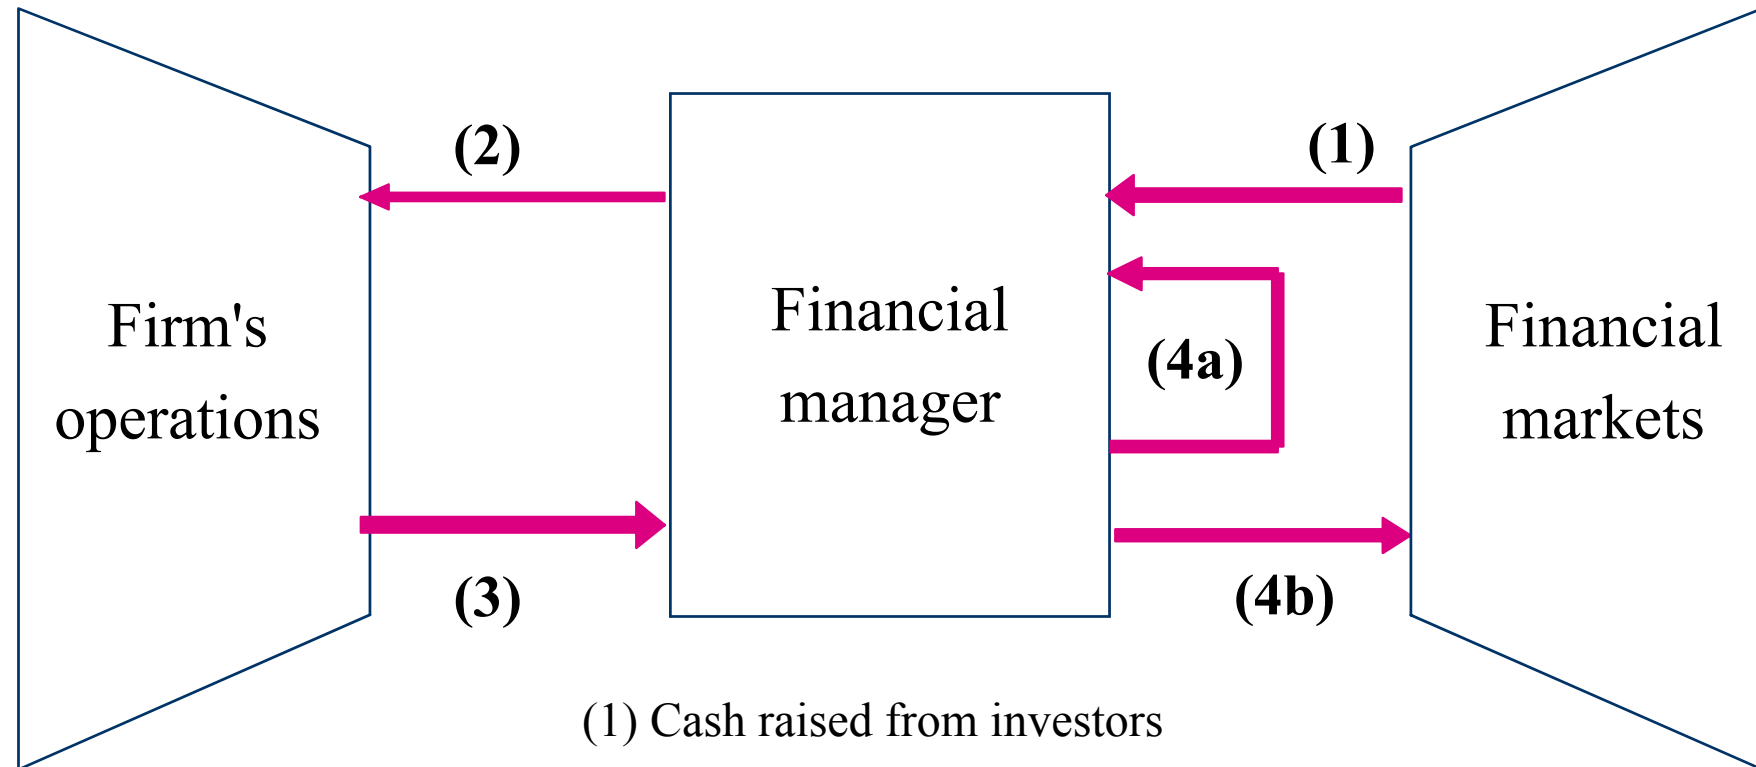 (2)
(1)
Firm's
operations
Financial
manager
(4a)
Financial
markets
(3)
(4b)
(1) Cash raised from investors